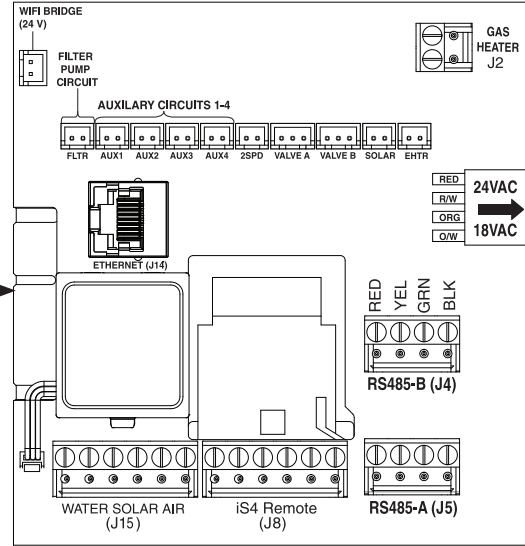 WIFI BRIDGE
(24 V)
FILTER
PUMP
CIRCUIT
GAS
HEATER
J2
AUXILARY CIRCUITS 1-4
FLTR AUX1 AUX2 AUX3 AUX4 2SPD VALVE A VALVE B SOLAR EHTR
RED
R/W
ORG
O/W
24VAC
18VAC
ETHERNET (J14)
RED YEL GRN BLK
RS485-B (J4)
WATER SOLAR AIR
(J15)
iS4 Remote
(J8)
RS485-A (J5)